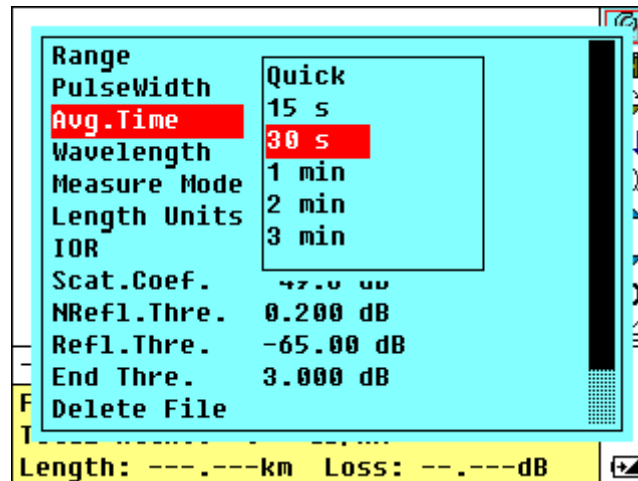 Range
PulseWidth
Avg.Time
Wavelength
Measure Mode
Length Units
IOR
Scat.Coef.
NRefl.Thre. 0.200 dB
Refl.Thre. -65.00 dB
End Thre. 3.000 dB
Delete File
Quick
15 s
30 s
1 min
2 min
3 min
Length: ---.---km Loss: --.---dB